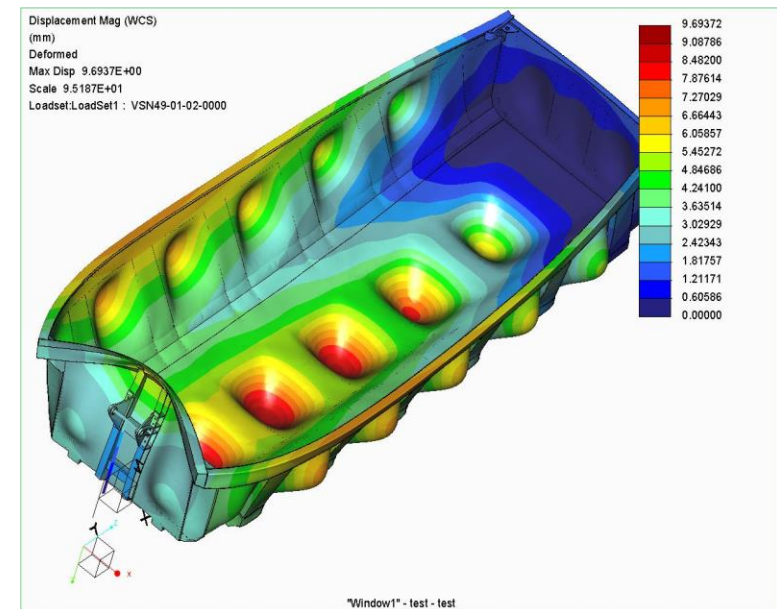 Displacement Mag (WCS)
(mm)
Deformed
Max Disp 9.6937E+00
Scale 9.5187E+01
Loadset:LoadSet1 : VSN49-01-02-0000
9.69372
9.08786
8.48200
7.87614
7.27029
6.66443
6.05857
5.45272
4.84686
4.24100
3.63514
3.02929
2.42343
1.81757
1.21171
0.60586
0.00000
Y
X
z
x
"Window1" - test - test